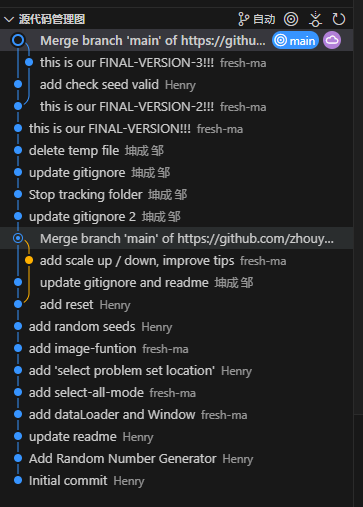 源代码管理图 自动
Merge branch 'main' of https://githu... main
this is our FINAL-VERSION-3!!! fresh-ma
add check seed valid Henry
this is our FINAL-VERSION-2!!! fresh-ma
this is our FINAL-VERSION!!! fresh-ma
delete temp file 坤成 邹
update gitignore 坤成 邹
Stop tracking folder 坤成 邹
update gitignore 2 坤成 邹
Merge branch 'main' of https://github.com/zhouy...
add scale up / down, improve tips fresh-ma
update gitignore and readme 坤成 邹
add reset Henry
add random seeds Henry
add image-funtion fresh-ma
add 'select problem set location' Henry
add select-all-mode fresh-ma
add dataLoader and Window fresh-ma
update readme Henry
Add Random Number Generator Henry
Initial commit Henry